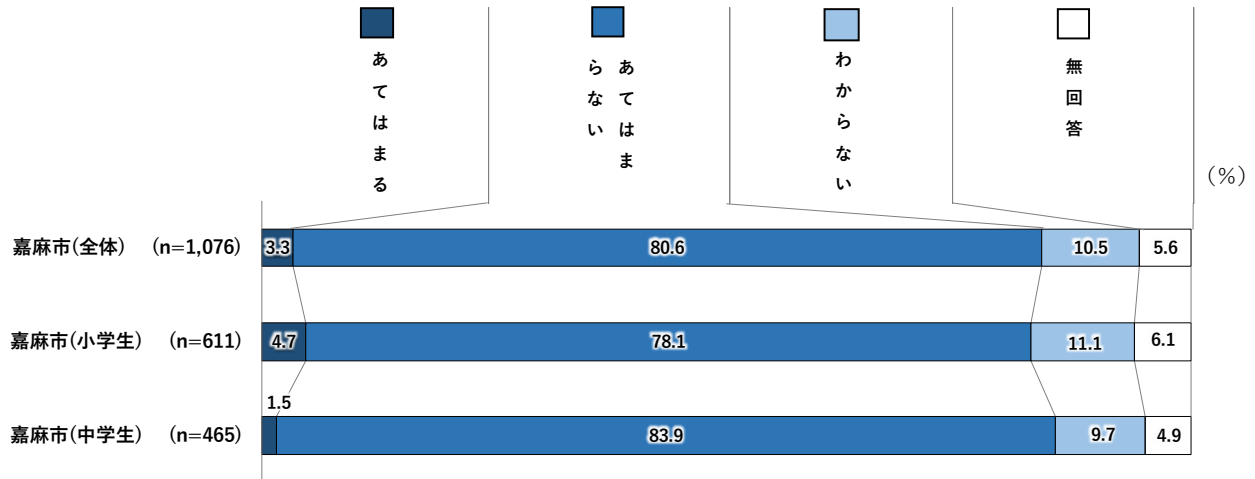 あてはまる
あてはま
らない
わからない
無回答
(%)
嘉麻市(全体) (n=1,076) 3.3 80.6 10.5 5.6
嘉麻市(小学生) (n=611) 4.7 78.1 11.1 6.1
嘉麻市(中学生) (n=465) 1.5 83.9 9.7 4.9